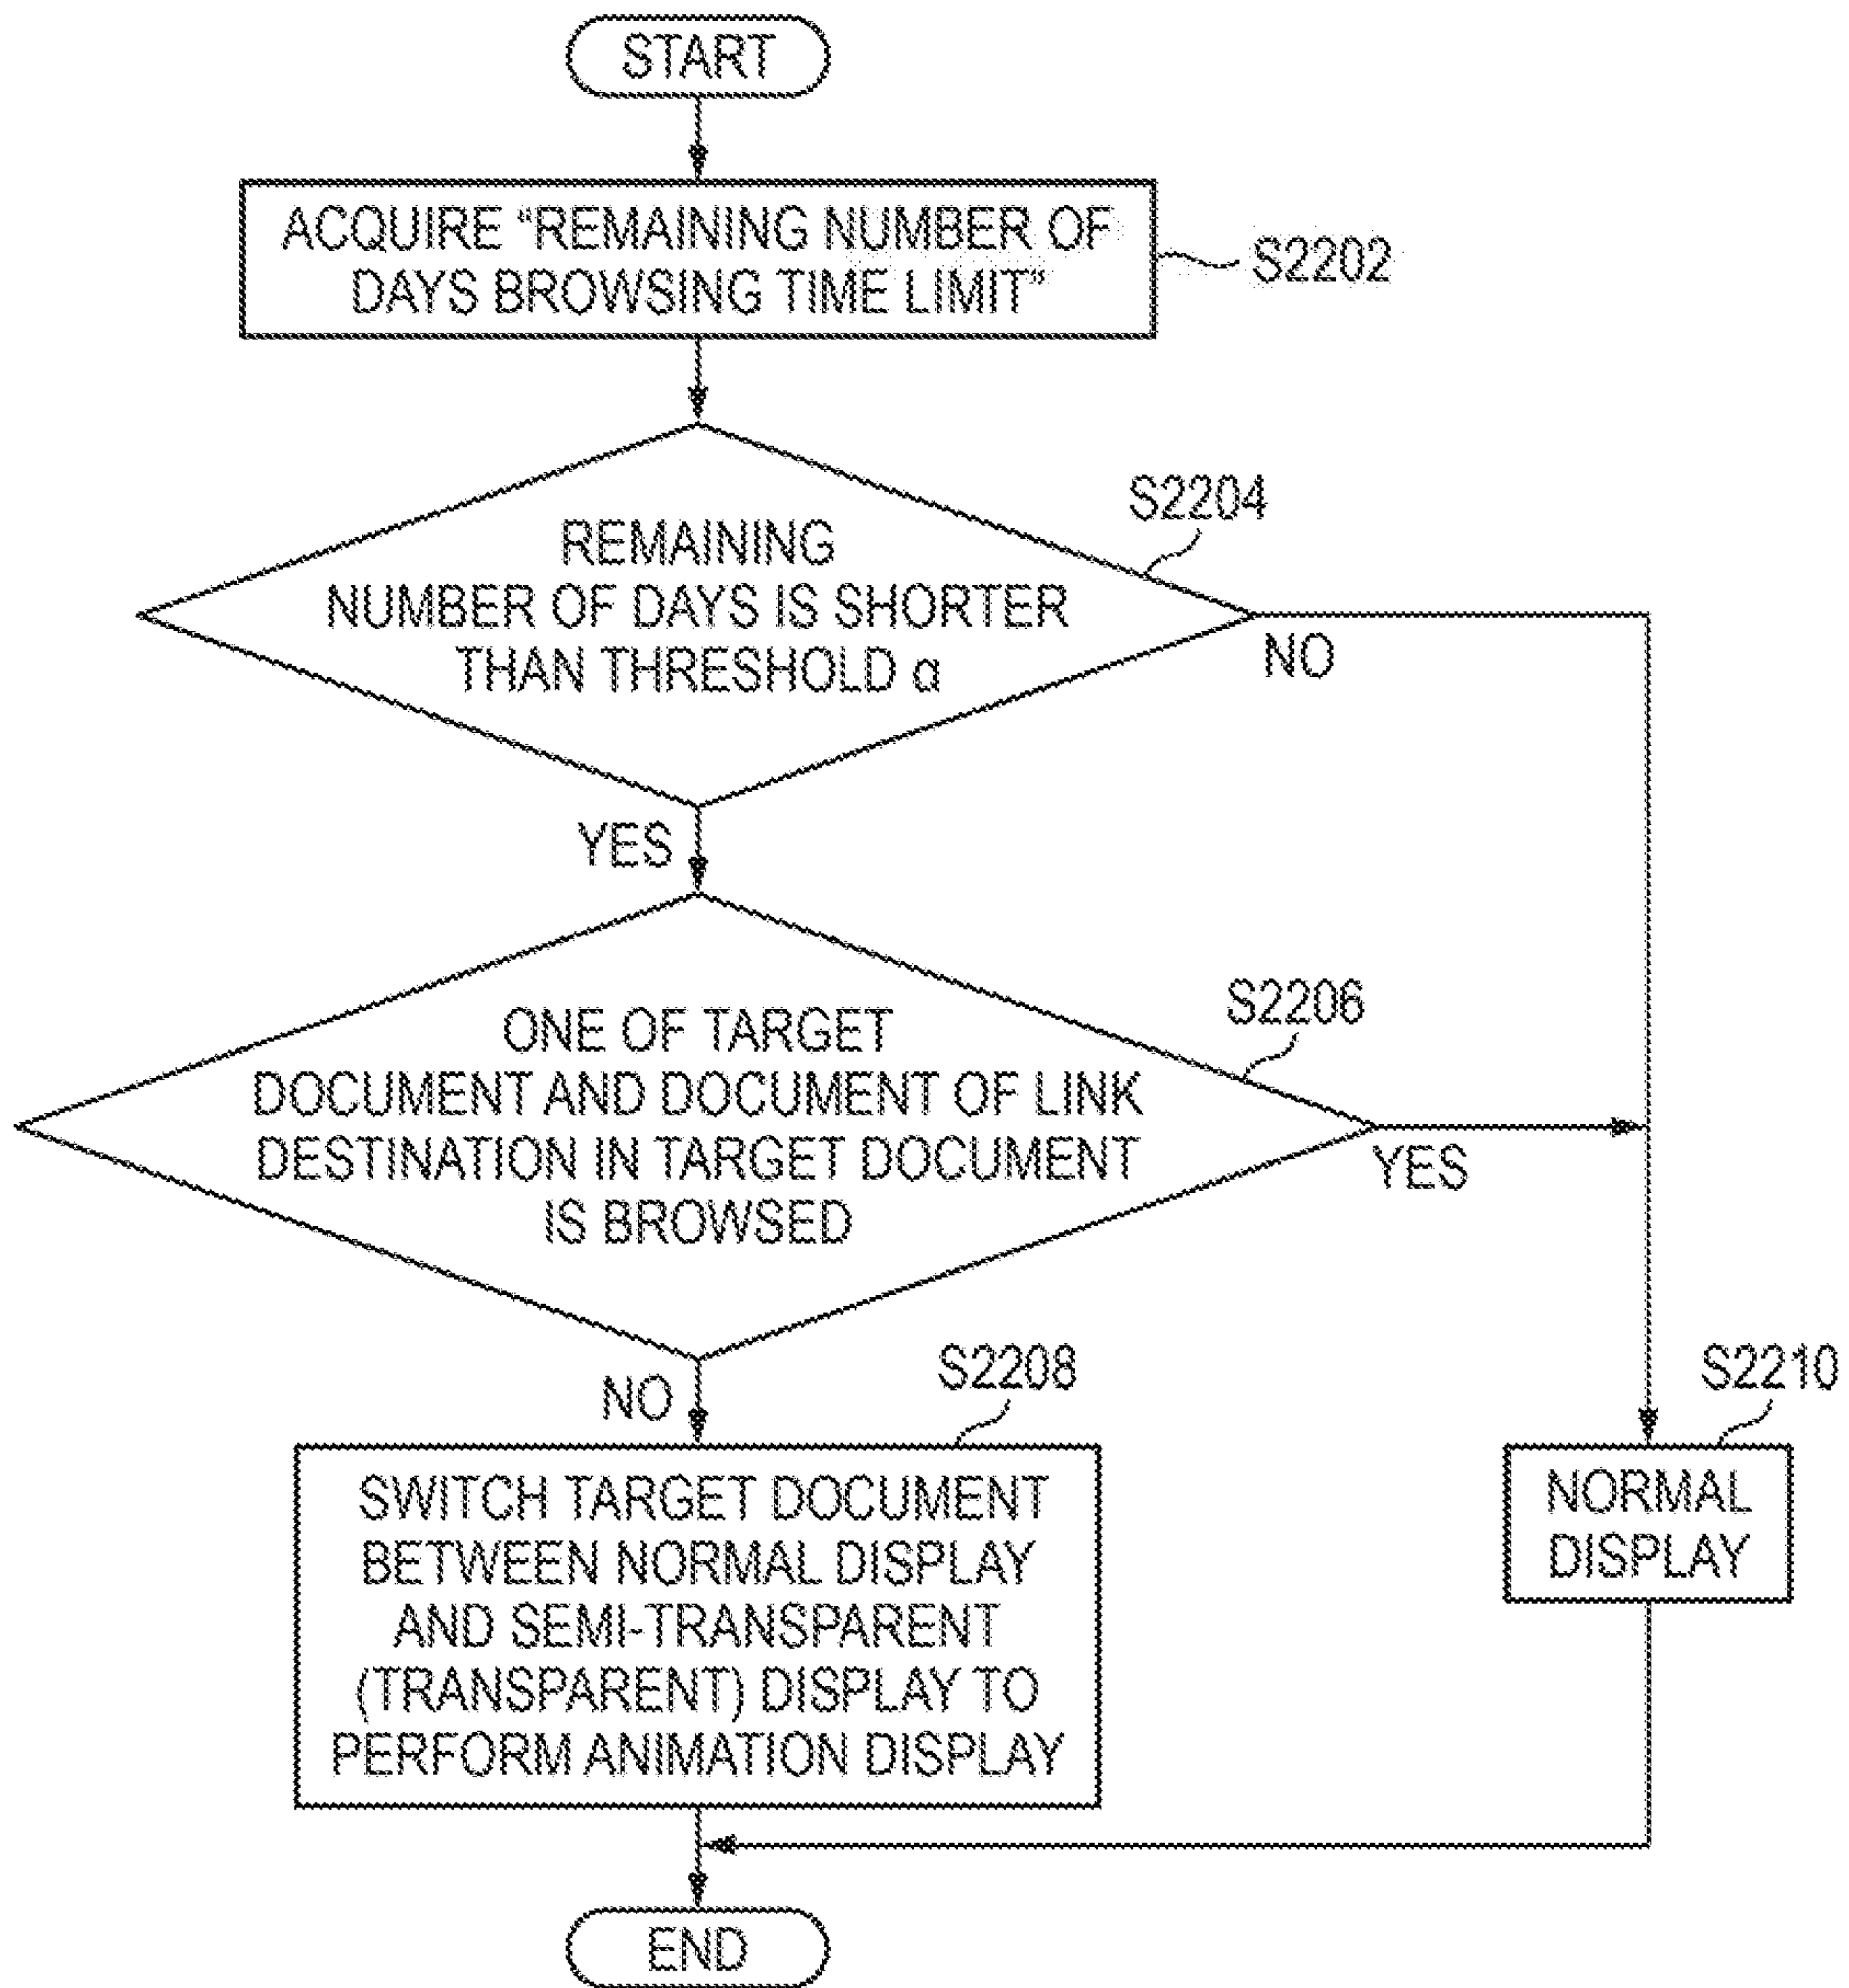 START
ACQUIRE “REMAINING NUMBER OF
DAYS BROWSING TIME LIMIT”
S2202
S2204
REMAINING
NUMBER OF DAYS IS SHORTER
THAN THRESHOLD α
NO
YES
S2206
ONE OF TARGET
DOCUMENT AND DOCUMENT OF LINK
DESTINATION IN TARGET DOCUMENT
IS BROWSED
YES
NO
S2208
SWITCH TARGET DOCUMENT
BETWEEN NORMAL DISPLAY
AND SEMI-TRANSPARENT
(TRANSPARENT) DISPLAY TO
PERFORM ANIMATION DISPLAY
S2210
NORMAL
DISPLAY
END